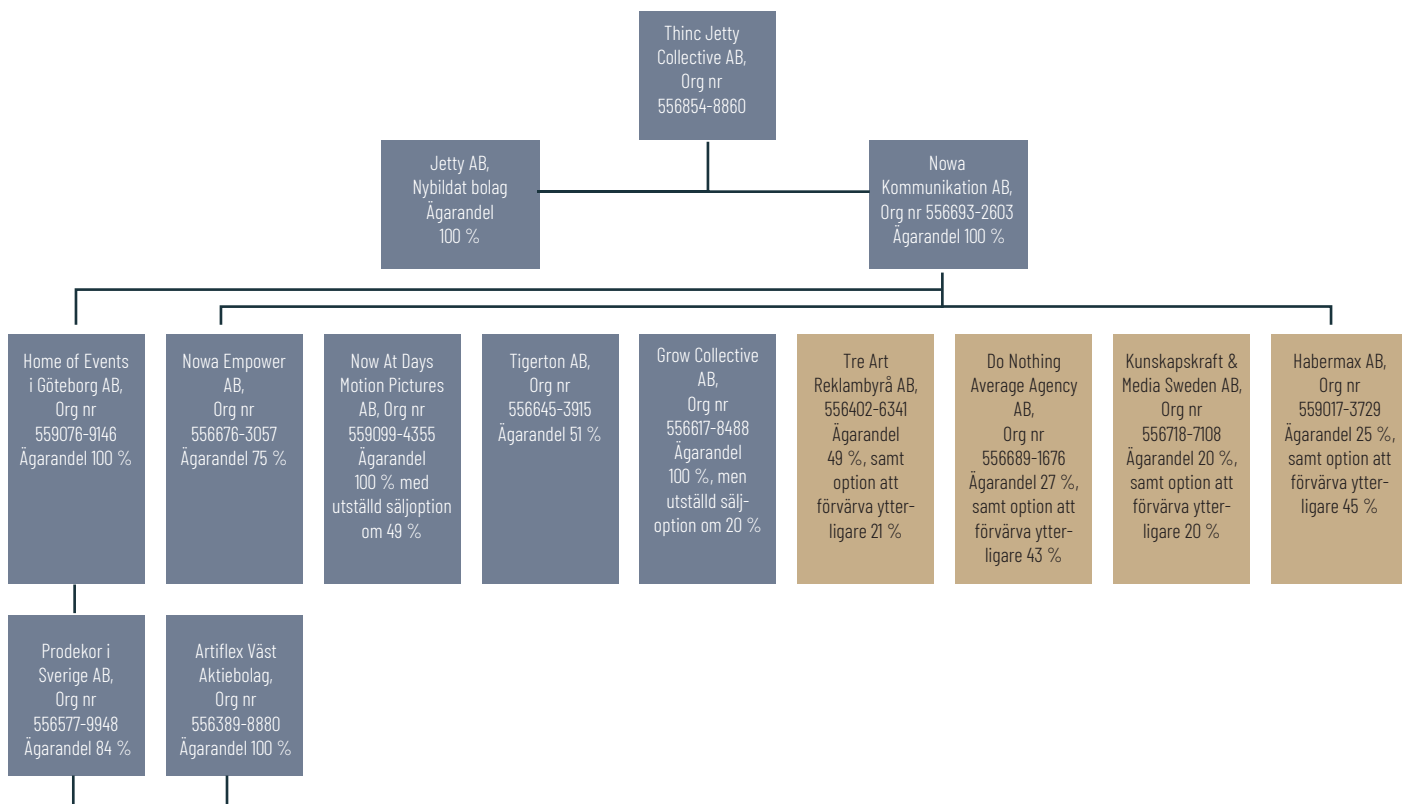 Thinc Jetty
Collective AB,
Org nr
556854-8860
Jetty AB,
Nybildat bolag
Ägarandel
100 %
Nowa
Kommunikation AB,
Org nr 556693-2603
Ägarandel 100 %
Home of Events
i Göteborg AB,
Org nr
559076-9146
Ägarandel 100 %
Nowa Empower
AB,
Org nr
556676-3057
Ägarandel 75 %
Now At Days
Motion Pictures
AB, Org nr
559099-4355
Ägarandel
100 % med
utställd säljoption
om 49 %
Tigerton AB,
Org nr
556645-3915
Ägarandel 51 %
Grow Collective
AB,
Org nr
556617-8488
Ägarandel
100 %, men
utställd sälj-
option om 20 %
Tre Art
Reklambyrå AB,
556402-6341
Ägarandel
49 %, samt
option att
förvärva ytter-
ligare 21 %
Do Nothing
Average Agency
AB,
Org nr
556689-1676
Ägarandel 27 %,
samt option att
förvärva ytter-
ligare 43 %
Kunskapskraft &
Media Sweden AB,
Org nr
556718-7108
Ägarandel 20 %,
samt option att
förvärva ytter-
ligare 20 %
Habermax AB,
Org nr
559017-3729
Ägarandel 25 %,
samt option att
förvärva ytter-
ligare 45 %
Prodekor i
Sverige AB,
Org nr
556577-9948
Ägarandel 84 %
Artiflex Väst
Aktiebolag,
Org nr
556389-8880
Ägarandel 100 %